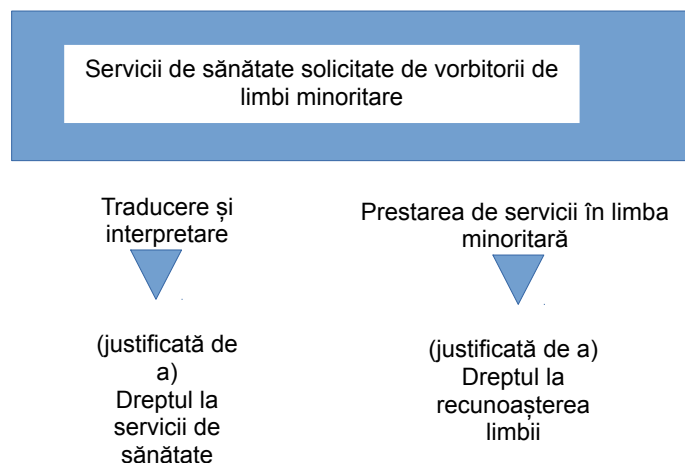 Servicii de sănătate solicitate de vorbitorii de
limbi minoritare
Traducere și
interpretare
Prestarea de servicii în limba
minoritară
(justificată de
a)
Dreptul la
servicii de
sănătate
(justificată de a)
Dreptul la
recunoașterea
limbii